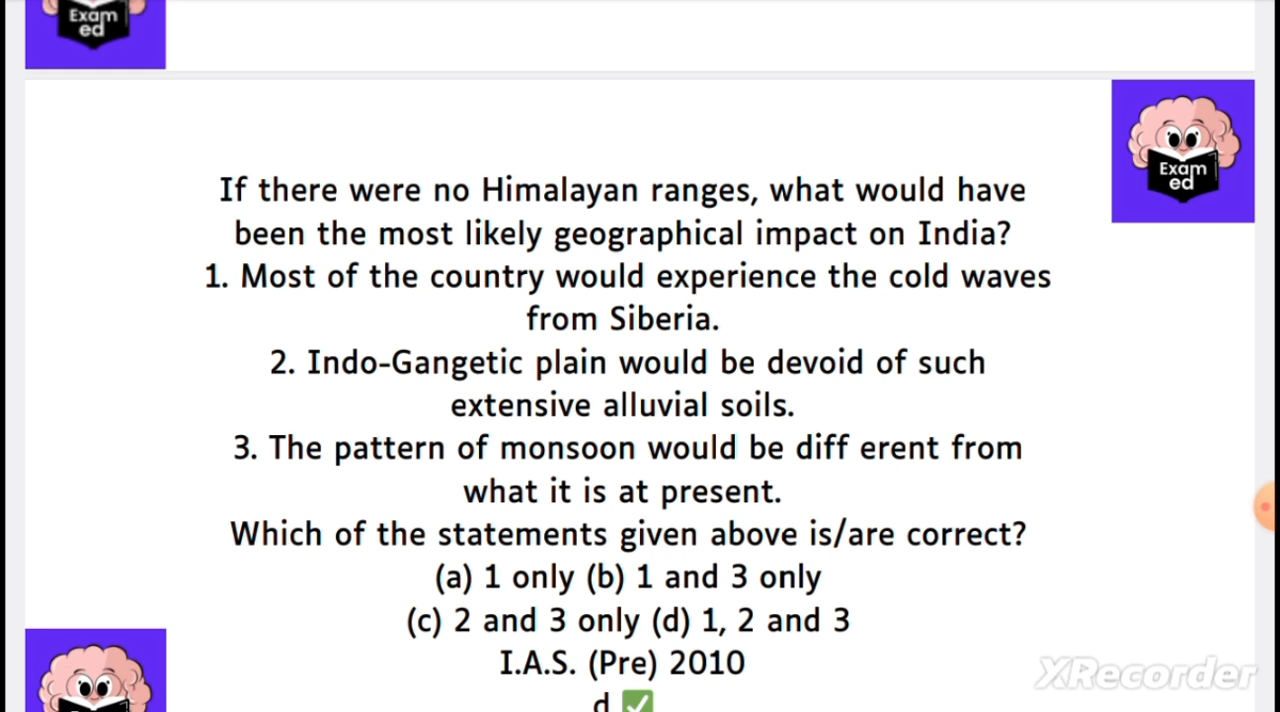 Exam
ed
Exam
ed
If there were no Himalayan ranges, what would have
been the most likely geographical impact on India?
1. Most of the country would experience the cold waves
from Siberia.
2. Indo-Gangetic plain would be devoid of such
extensive alluvial soils.
3. The pattern of monsoon would be diff erent from
what it is at present.
Which of the statements given above is/are correct?
(a) 1 only (b) 1 and 3 only
(c) 2 and 3 only (d) 1, 2 and 3
I.A.S. (Pre) 2010
XRecorder
d ✅